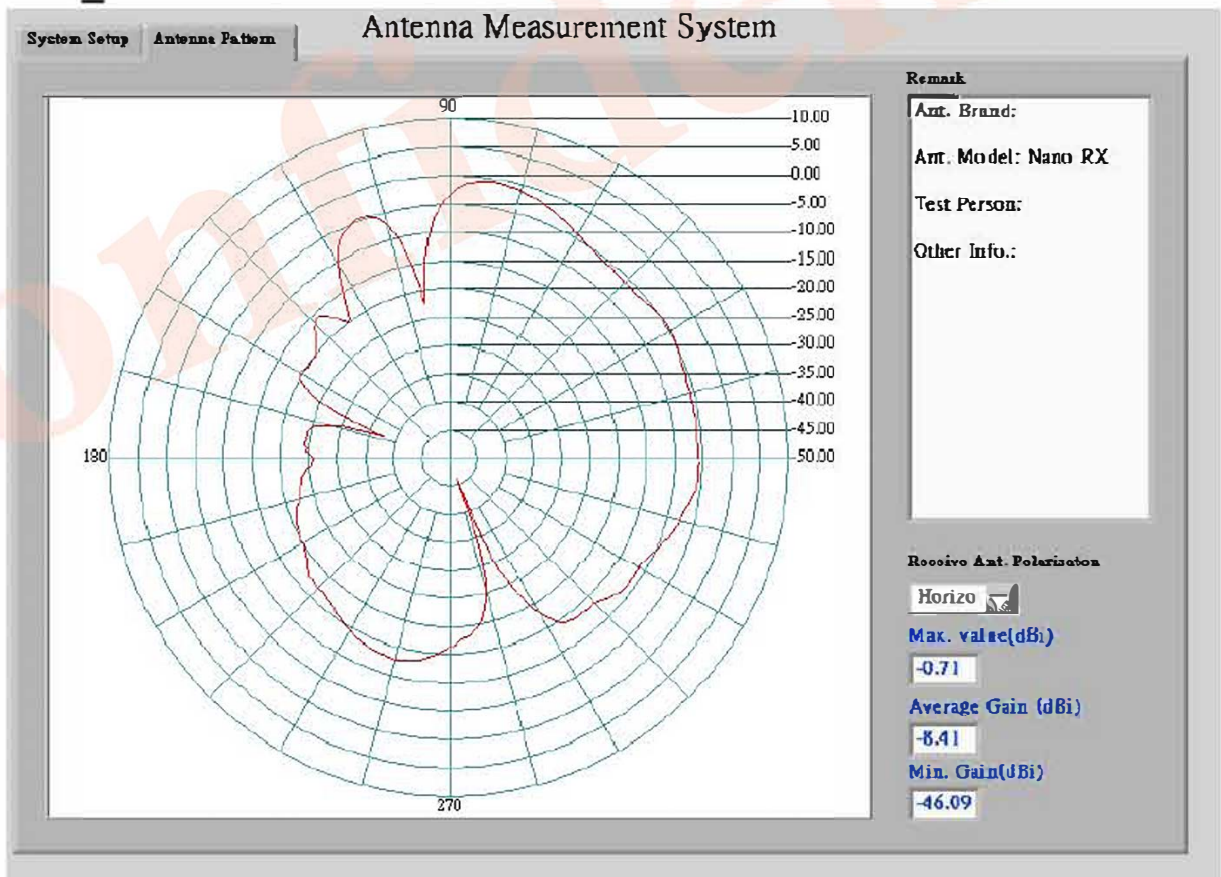 Antenna Measurement System
System Setup
Antenna Pattern
90
180
270
10.00
5.00
0.00
-5.00
-10.00
-15.00
-20.00
-25.00
-30.00
-35.00
-40.00
-45.00
-50.00
Remark
Ant. Brand:
Ant. Model: Nano RX
Test Person:
Other Info.:
Receive Ant. Polarisaton
Horizo
Max. value(dBi)
-0.71
Average Gain (dBi)
-8.41
Min. Gain(dBi)
-46.09